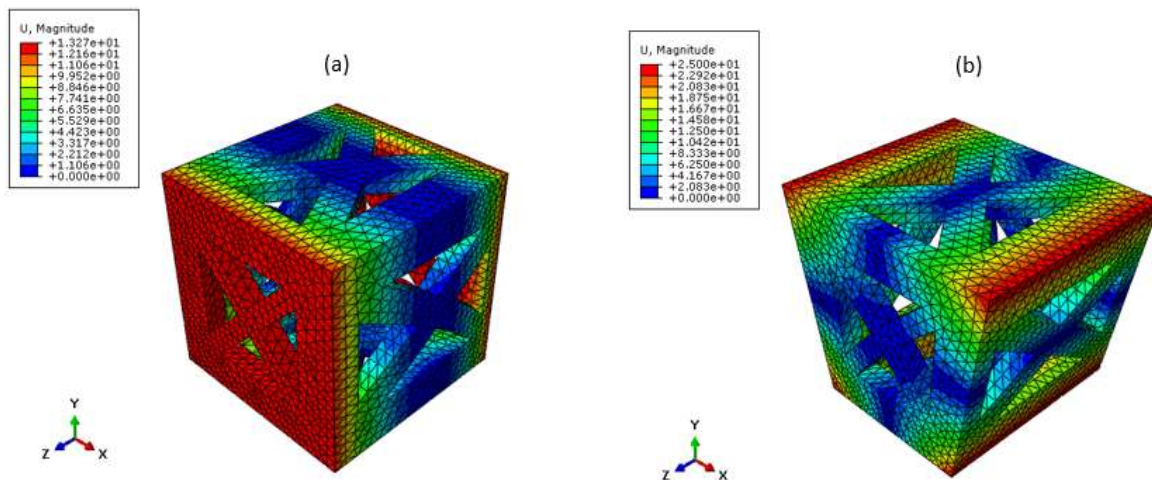 U, Magnitude
+1.327e+01
+1.216e+01
+1.106e+01
+9.952e+00
+8.846e+00
+7.741e+00
+6.635e+00
+5.529e+00
+4.423e+00
+3.317e+00
+2.212e+00
+1.106e+00
+0.000e+00
(a)
Y
Z
X
U, Magnitude
+2.500e+01
+2.292e+01
+2.083e+01
+1.875e+01
+1.667e+01
+1.458e+01
+1.250e+01
+1.042e+01
+8.333e+00
+6.250e+00
+4.167e+00
+2.083e+00
+0.000e+00
(b)
Y
Z
X